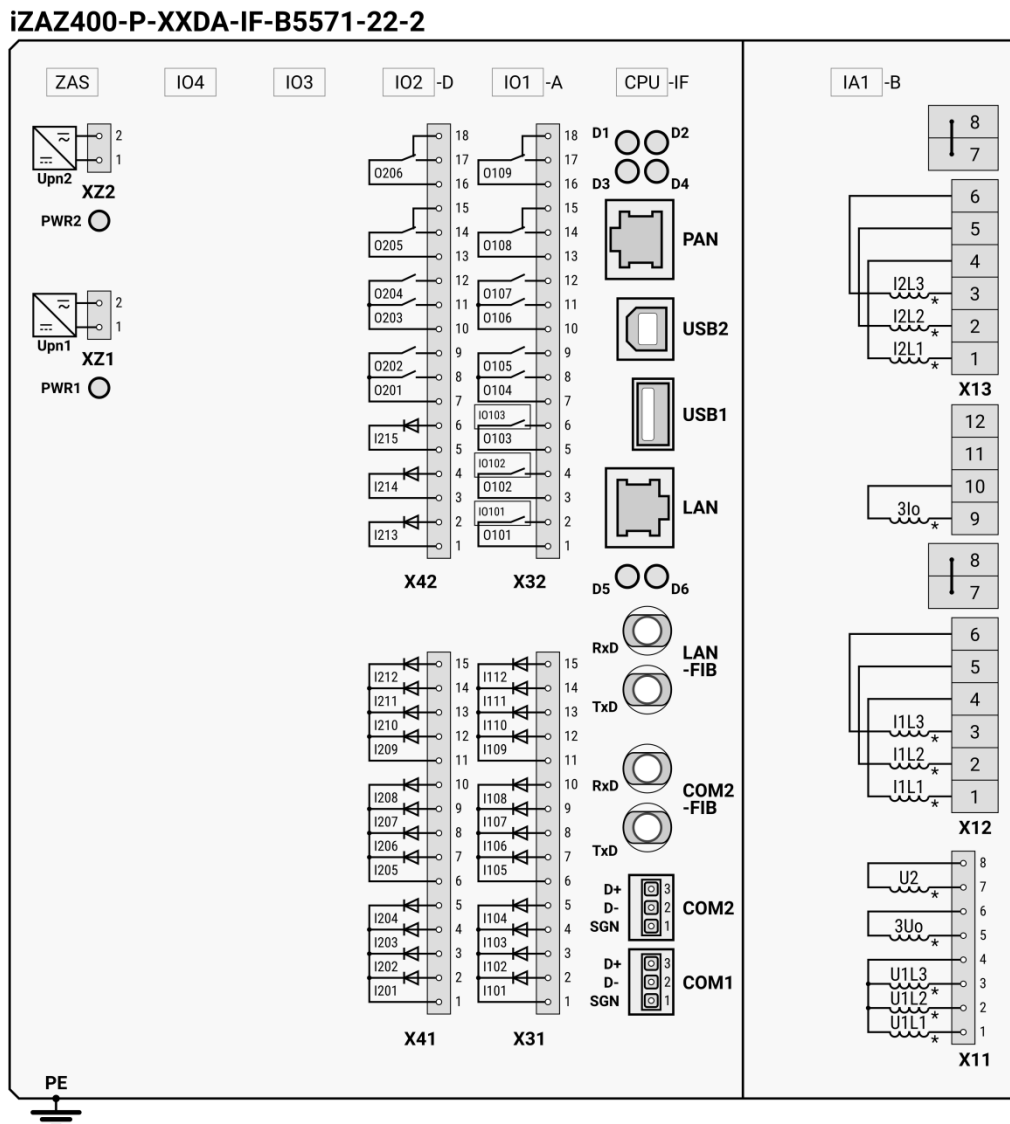 iZAZ400-P-XXDA-IF-B5571-22-2
ZAS
IO4
IO3
IO2 -D
IO1 -A
CPU -IF
IA1 -B
2
1
Upn2
XZ2
PWR2
2
1
Upn1
XZ1
PWR1
18
17
O206
16
15
14
O205
13
12
O204
11
O203
10
9
O202
8
O201
7
6
I215
5
4
I214
3
2
I213
1
X42
15
I212
14
I211
13
I210
12
I209
11
10
I208
9
I207
8
I206
7
I205
6
5
I204
4
I203
3
I202
2
I201
1
X41
18
17
O109
16
15
14
O108
13
12
O107
11
O106
10
9
O105
8
O104
7
IO103
6
O103
5
IO102
4
O102
3
IO101
2
O101
1
X32
15
I112
14
I111
13
I110
12
I109
11
10
I108
9
I107
8
I106
7
I105
6
5
I104
4
I103
3
I102
2
I101
1
X31
D1 D2
D3 D4
PAN
USB2
USB1
LAN
D5 D6
RxD
LAN
-FIB
TxD
RxD
COM2
-FIB
TxD
D+ 3
D- 2 COM2
SGN 1
D+ 3
D- 2 COM1
SGN 1
8
7
6
5
4
I2L3 * 3
I2L2 * 2
I2L1 * 1
X13
12
11
10
3Io * 9
8
7
6
5
4
I1L3 * 3
I1L2 * 2
I1L1 * 1
X12
8
U2 * 7
6
3Uo * 5
4
U1L3 * 3
U1L2 * 2
U1L1 * 1
X11
PE